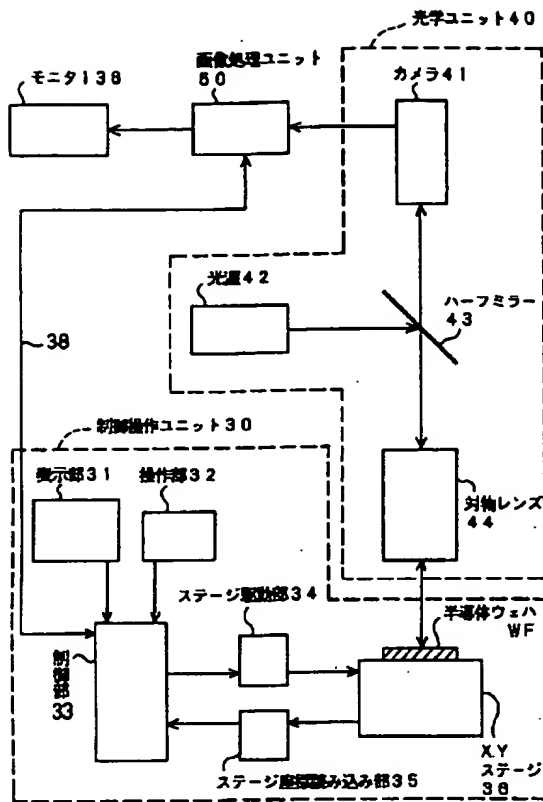 光学ユニット40
画像処理ユニット
50
モニタ136
カメラ41
光源42
ハーフミラー
43
38
制御操作ユニット30
表示部31
操作部32
対物レンズ
44
ステージ駆動部34
半導体ウェハ
WF
制御部
33
ステージ座標読み込み部35
X.Y
ステージ
36